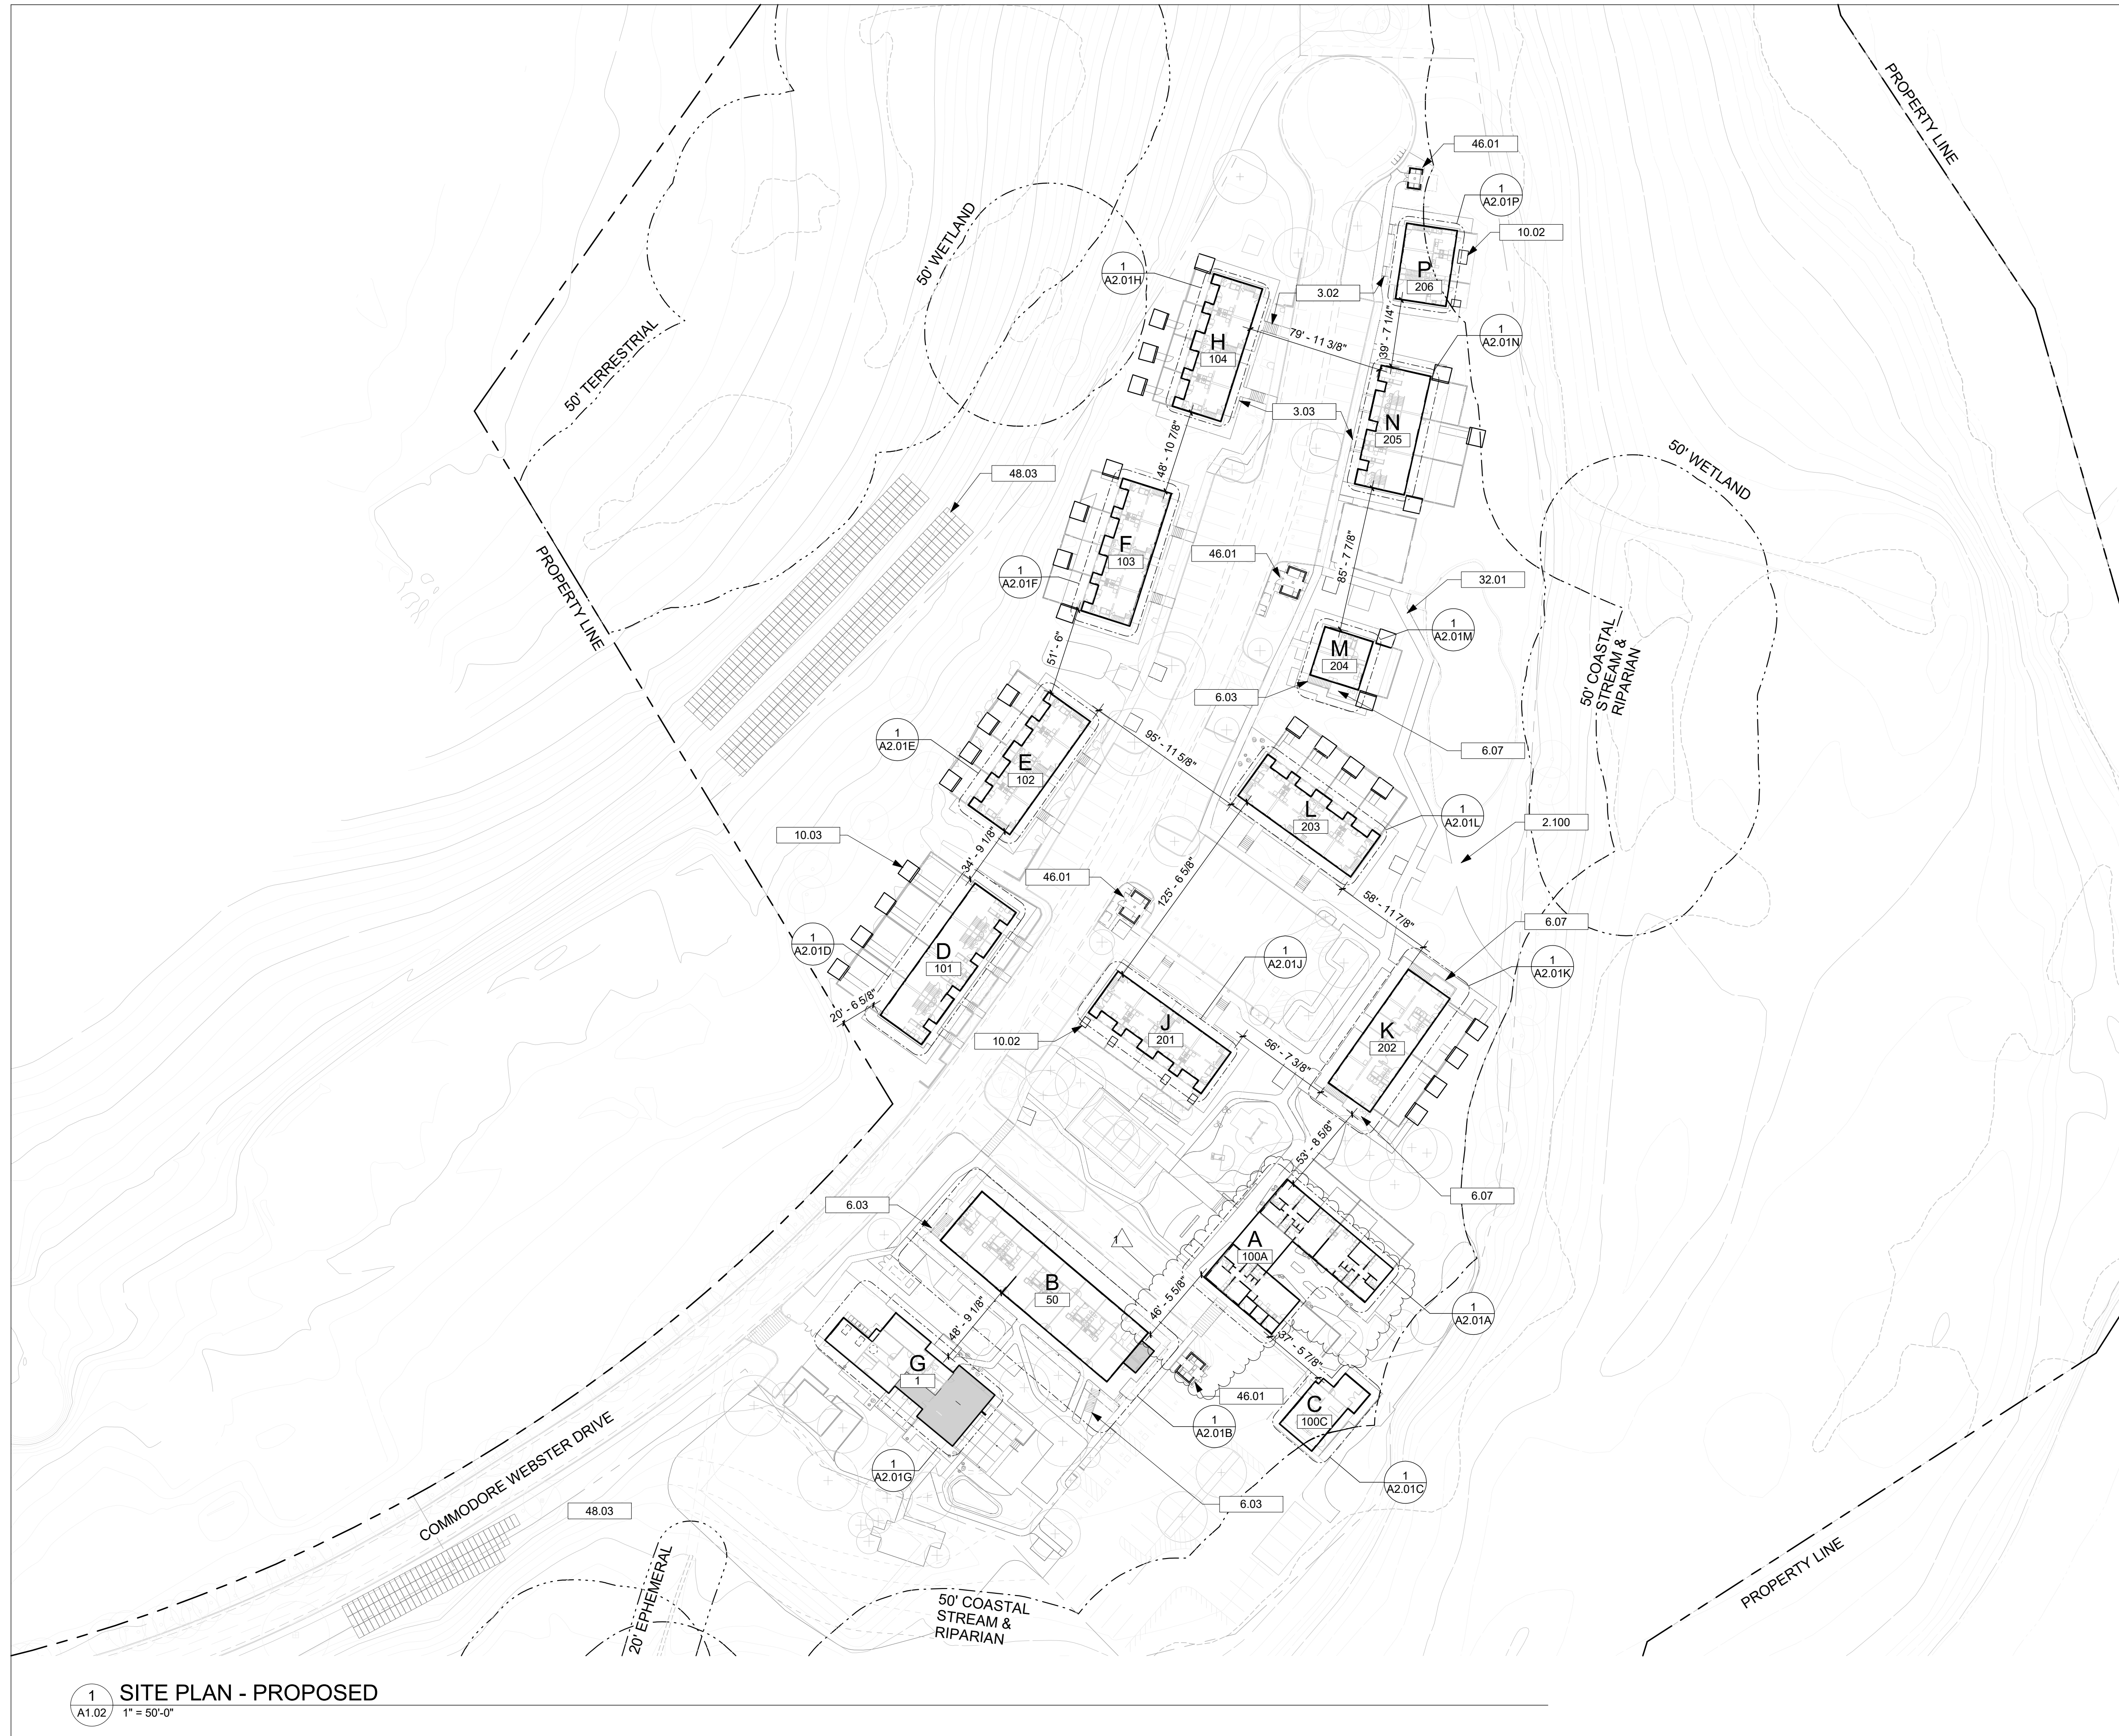 PROPERTY LINE
46.01
1
A2.01P
10.02
50' WETLAND
P
206
1
A2.01H
3.02
39' - 7 1/4"
1
A2.01N
79' - 11 3/8"
H
104
50' TERRESTRIAL
3.03
N
205
48' - 10 7/8"
50' WETLAND
48.03
F
103
1
A2.01F
46.01
85' - 7 7/8"
32.01
PROPERTY LINE
1
A2.01M
M
204
51' - 6"
50' COASTAL
STREAM &
RIPARIAN
6.03
1
A2.01E
95' - 11 5/8"
6.07
E
102
L
203
1
A2.01L
2.100
10.03
34' - 9 1/8"
46.01
125' - 6 5/8"
58' - 11 7/8"
6.07
1
A2.01D
D
101
1
A2.01J
1
A2.01K
20' - 6 5/8"
J
201
K
202
10.02
56' - 7 3/8"
53' - 8 5/8"
6.07
6.03
1
A
100A
B
50
46' - 5 5/8"
1
A2.01A
48' - 9 1/8"
37' - 5 7/8"
G
1
46.01
C
100C
1
A2.01B
1
A2.01G
1
A2.01C
COMMODORE WEBSTER DRIVE
48.03
6.03
20' EPHEMERAL
50' COASTAL
STREAM &
RIPARIAN
PROPERTY LINE
1
A1.02
SITE PLAN - PROPOSED
1" = 50'-0"